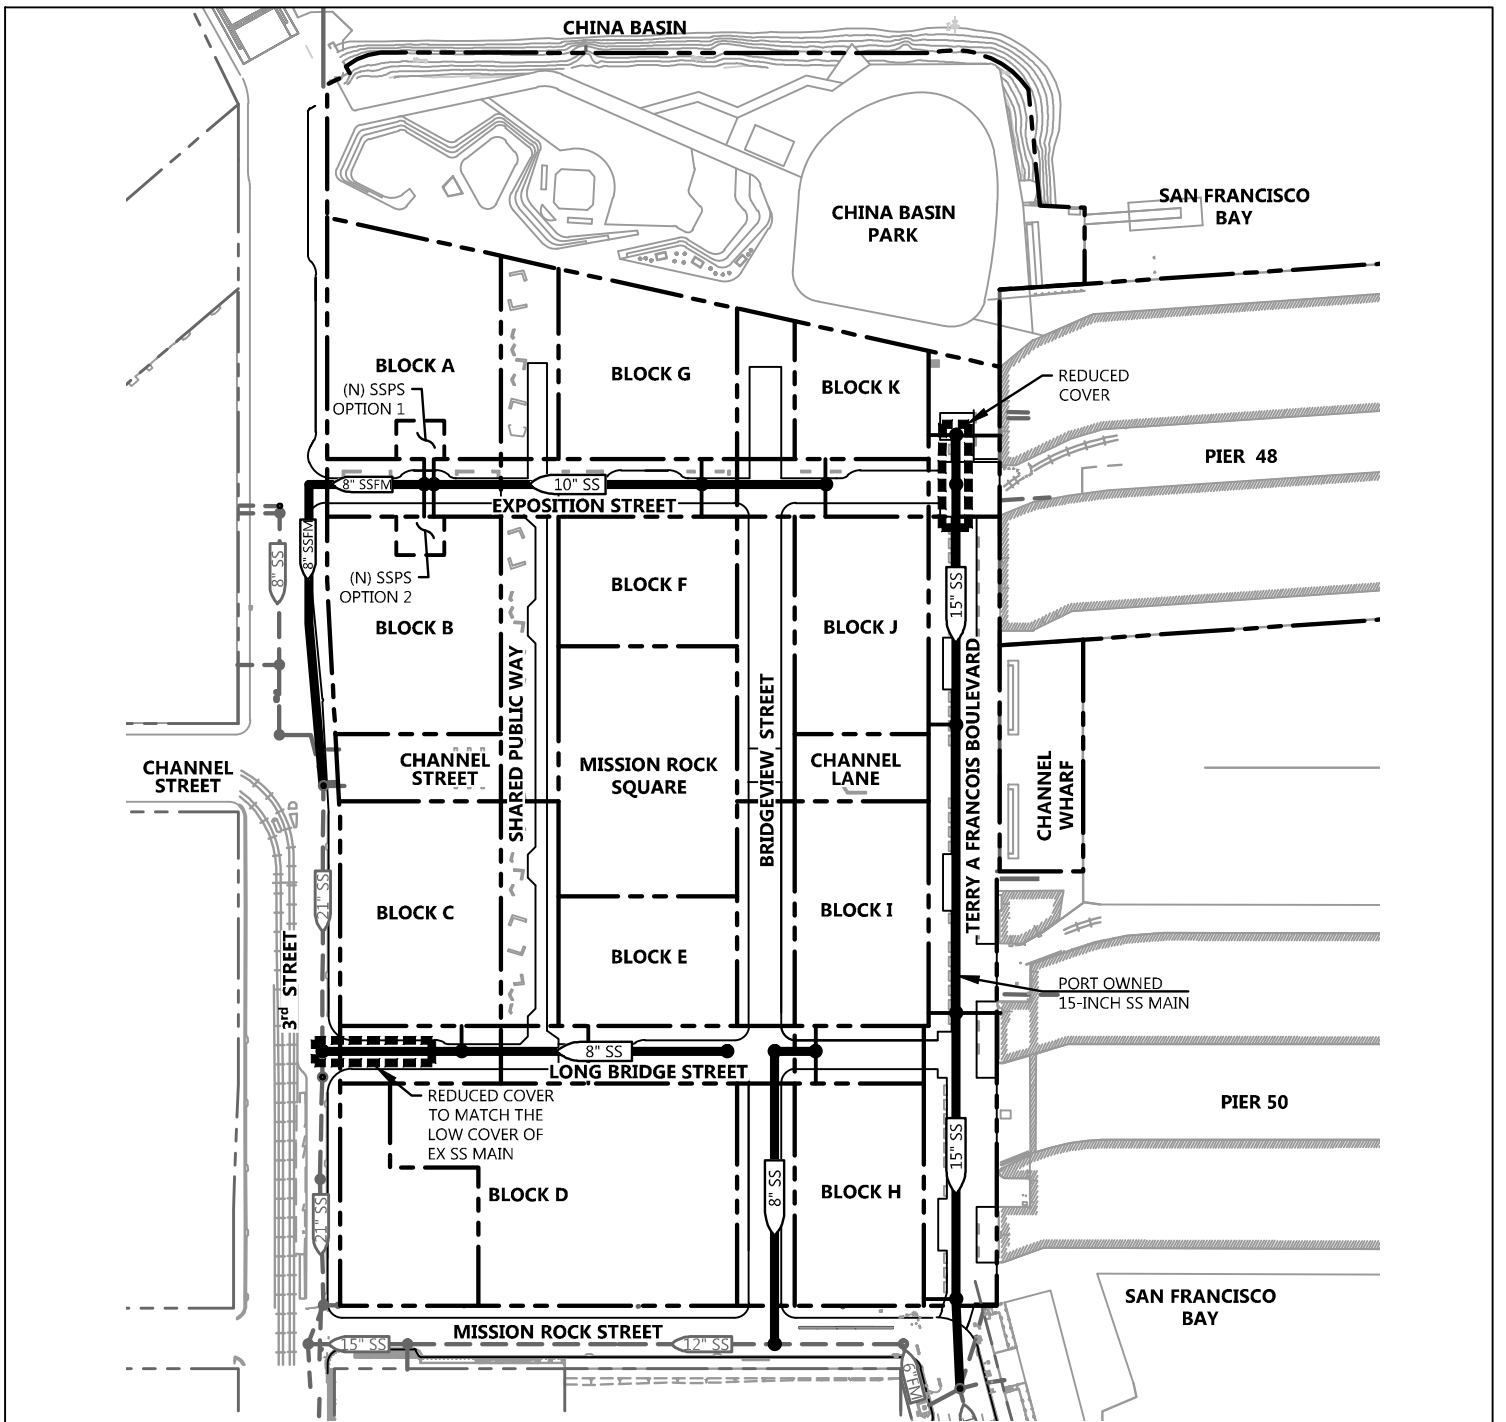 CHINA BASIN
SAN FRANCISCO
BAY
CHINA BASIN
PARK
BLOCK A
(N) SSPS
OPTION 1
BLOCK G
BLOCK K
REDUCED
COVER
PIER 48
8" SSFM
10" SS
EXPOSITION STREET
8" SSFM
8" SS
(N) SSPS
OPTION 2
BLOCK B
BLOCK F
BLOCK J
15" SS
SHARED PUBLIC WAY
BRIDGEVIEW STREET
TERRY A FRANCOIS BOULEVARD
CHANNEL
STREET
CHANNEL
STREET
MISSION ROCK
SQUARE
CHANNEL
LANE
CHANNEL
WHARF
21" SS
BLOCK C
BLOCK I
BLOCK E
3rd STREET
PORT OWNED
15-INCH SS MAIN
8" SS
LONG BRIDGE STREET
REDUCED COVER
TO MATCH THE
LOW COVER OF
EX SS MAIN
PIER 50
15" SS
8" SS
21" SS
BLOCK D
BLOCK H
SAN FRANCISCO
BAY
MISSION ROCK STREET
15" SS
12" SS
6"FM